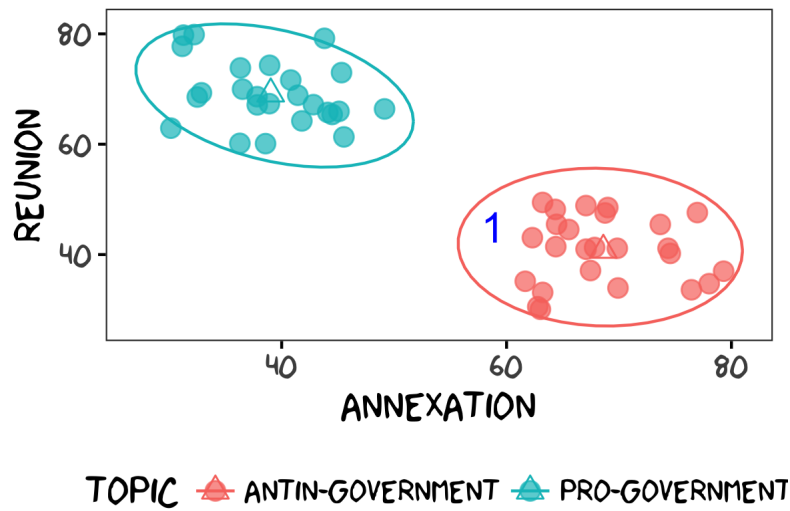 80
60
40
REUNION
1
40 60 80
ANNEXATION
TOPIC ANTIN-GOVERNMENT PRO-GOVERNMENT